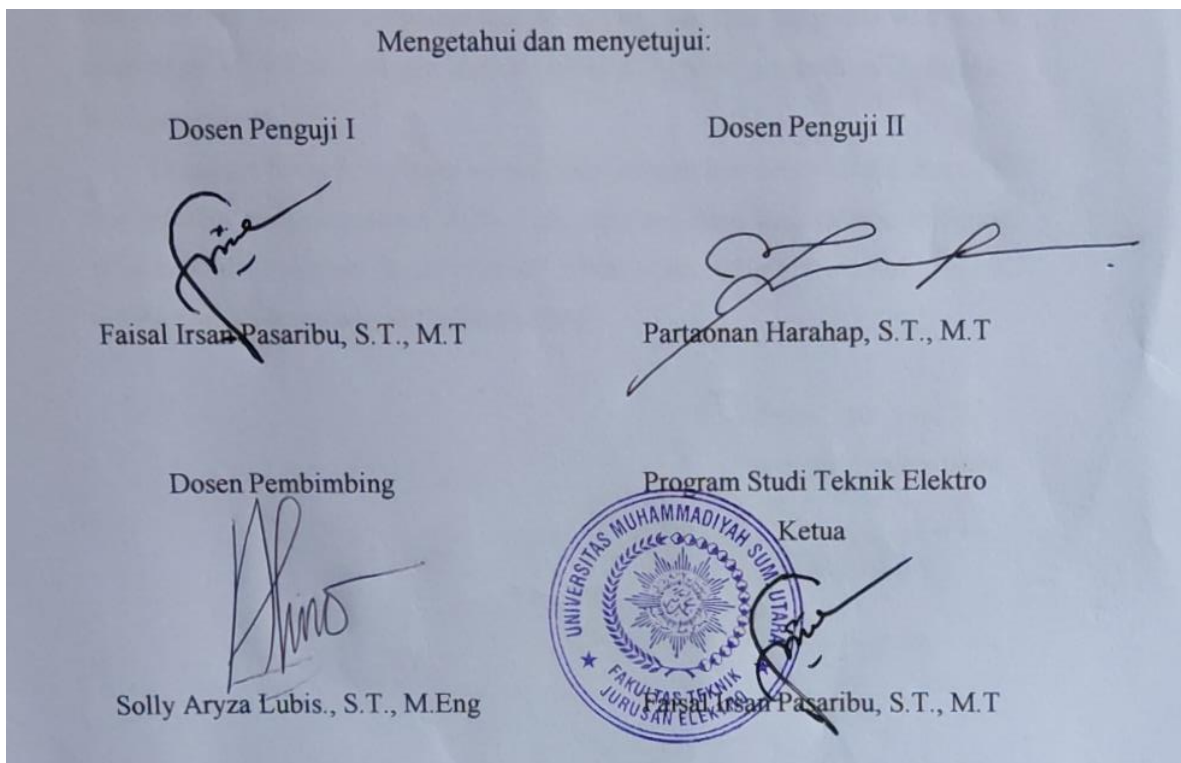 Mengetahui dan menyetujui:
Dosen Penguji I
Dosen Penguji II
Faisal Irsan Pasaribu, S.T., M.T
Partaonan Harahap, S.T., M.T
Dosen Pembimbing
Program Studi Teknik Elektro
Ketua
UNIVERSITAS MUHAMMADIYAH SUM UTARA
FAKULTAS TEKNIK
JURUSAN ELEKTRO
Solly Aryza Lubis., S.T., M.Eng
Faisal Irsan Pasaribu, S.T., M.T